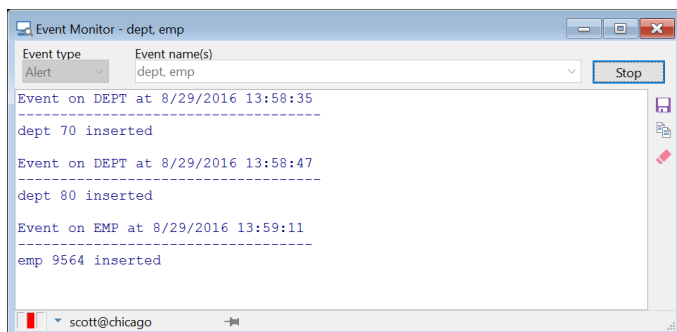 Event Monitor - dept, emp
Event type Event name(s)
Alert dept, emp Stop
Event on DEPT at 8/29/2016 13:58:35
-----------------------------------
dept 70 inserted
Event on DEPT at 8/29/2016 13:58:47
-----------------------------------
dept 80 inserted
Event on EMP at 8/29/2016 13:59:11
----------------------------------
emp 9564 inserted
scott@chicago